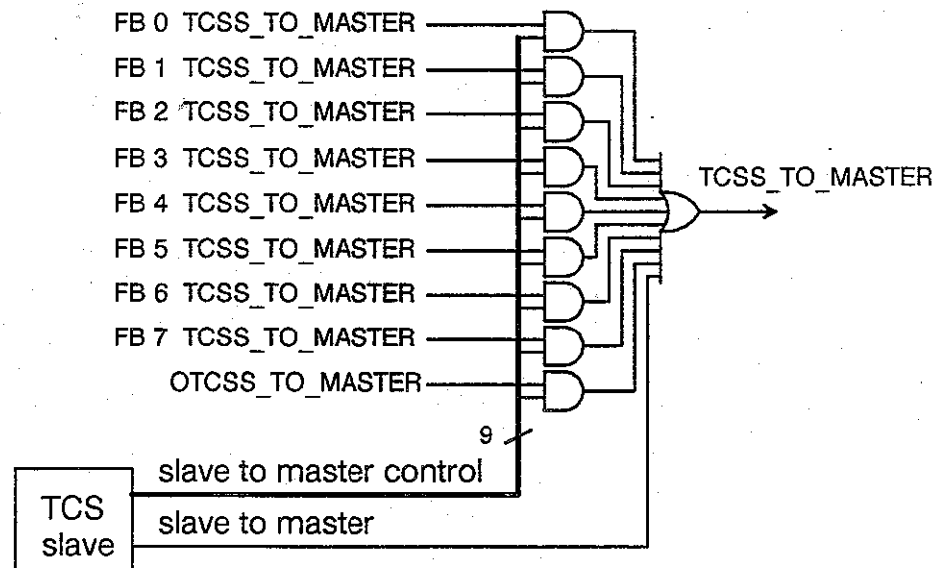 FB 0 TCSS_TO_MASTER
FB 1 TCSS_TO_MASTER
FB 2 TCSS_TO_MASTER
FB 3 TCSS_TO_MASTER
TCSS_TO_MASTER
FB 4 TCSS_TO_MASTER
FB 5 TCSS_TO_MASTER
FB 6 TCSS_TO_MASTER
FB 7 TCSS_TO_MASTER
OTCSS_TO_MASTER
9
slave to master control
TCS
slave
slave to master